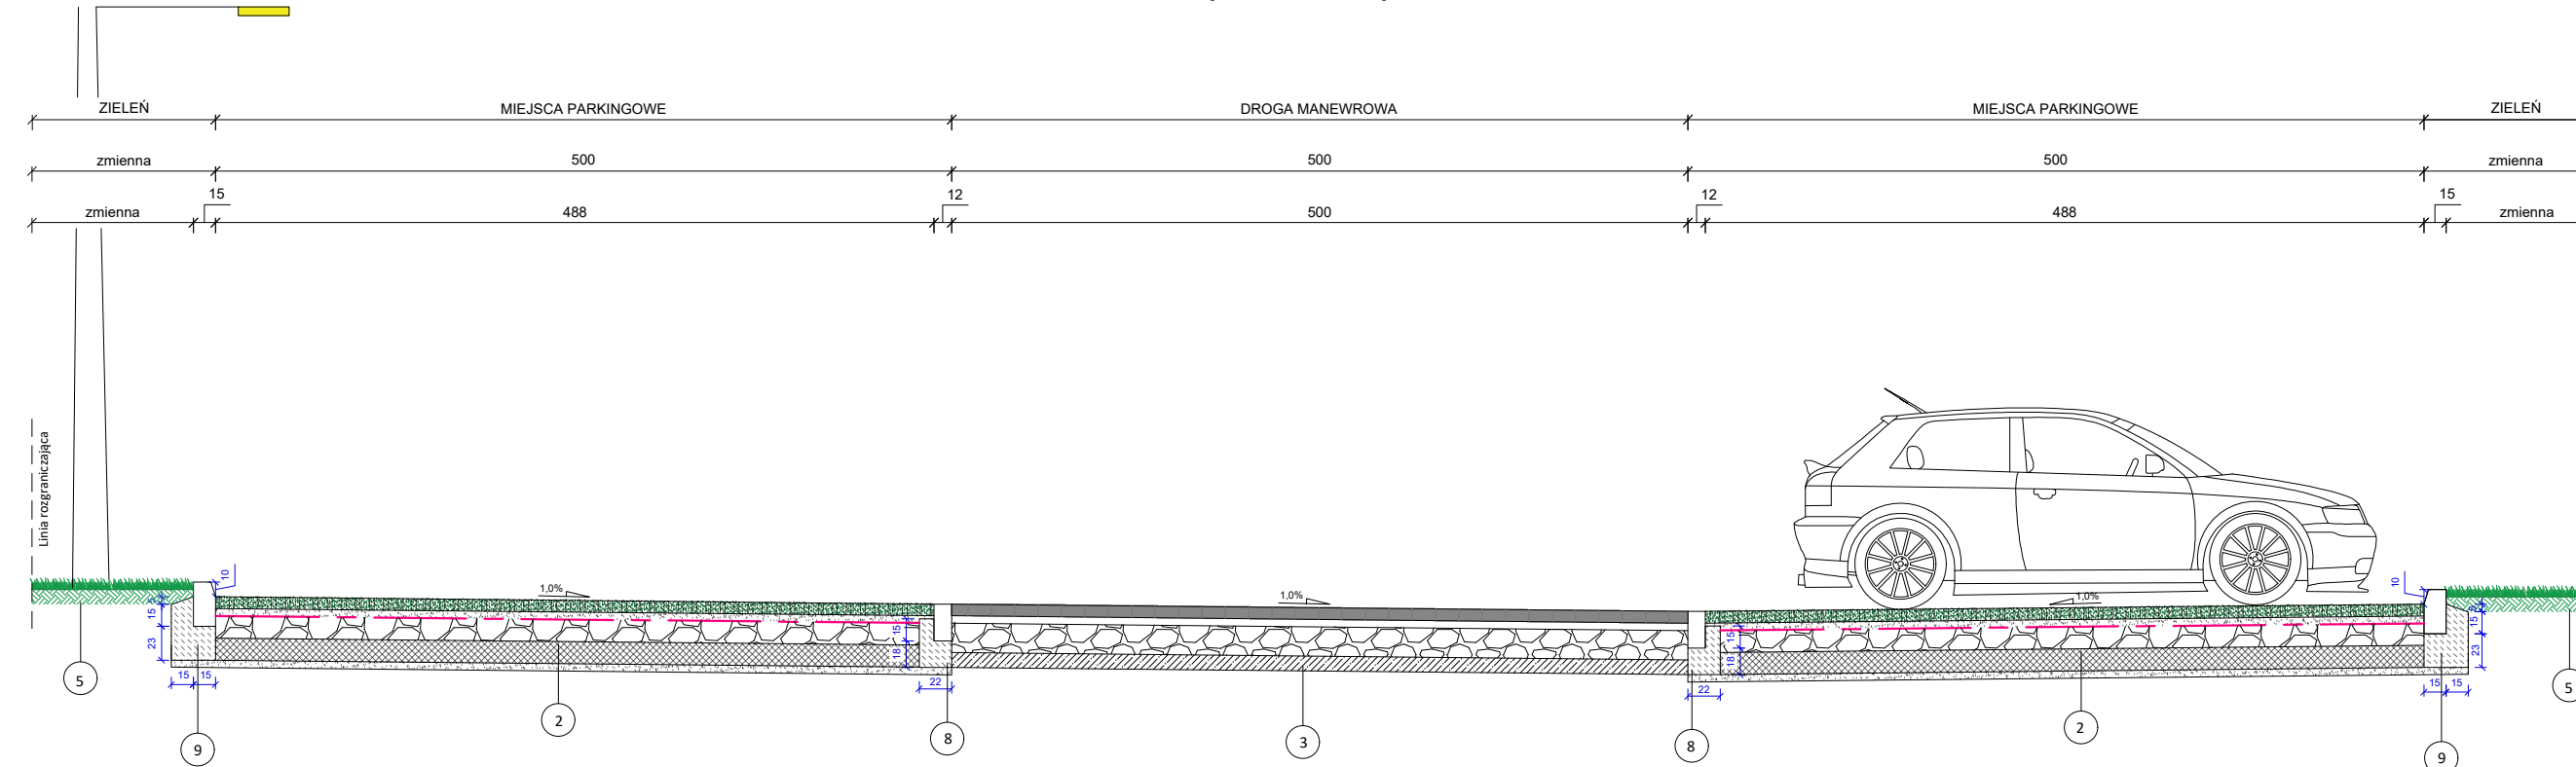 ZIELEŃ MIEJSCA PARKINGOWE DROGA MANEWROWA MIEJSCA PARKINGOWE ZIELEŃ
zmienna 500 500 500 zmienna
15 12 12 15
zmienna 488 500 488 zmienna
Linia rozgraniczająca
10 1,0% 1,0% 1,0% 10
5 15 23 15 18 15 18 5 15 23
15 15 22 22 15 15
5 9 2 8 3 8 2 9 5